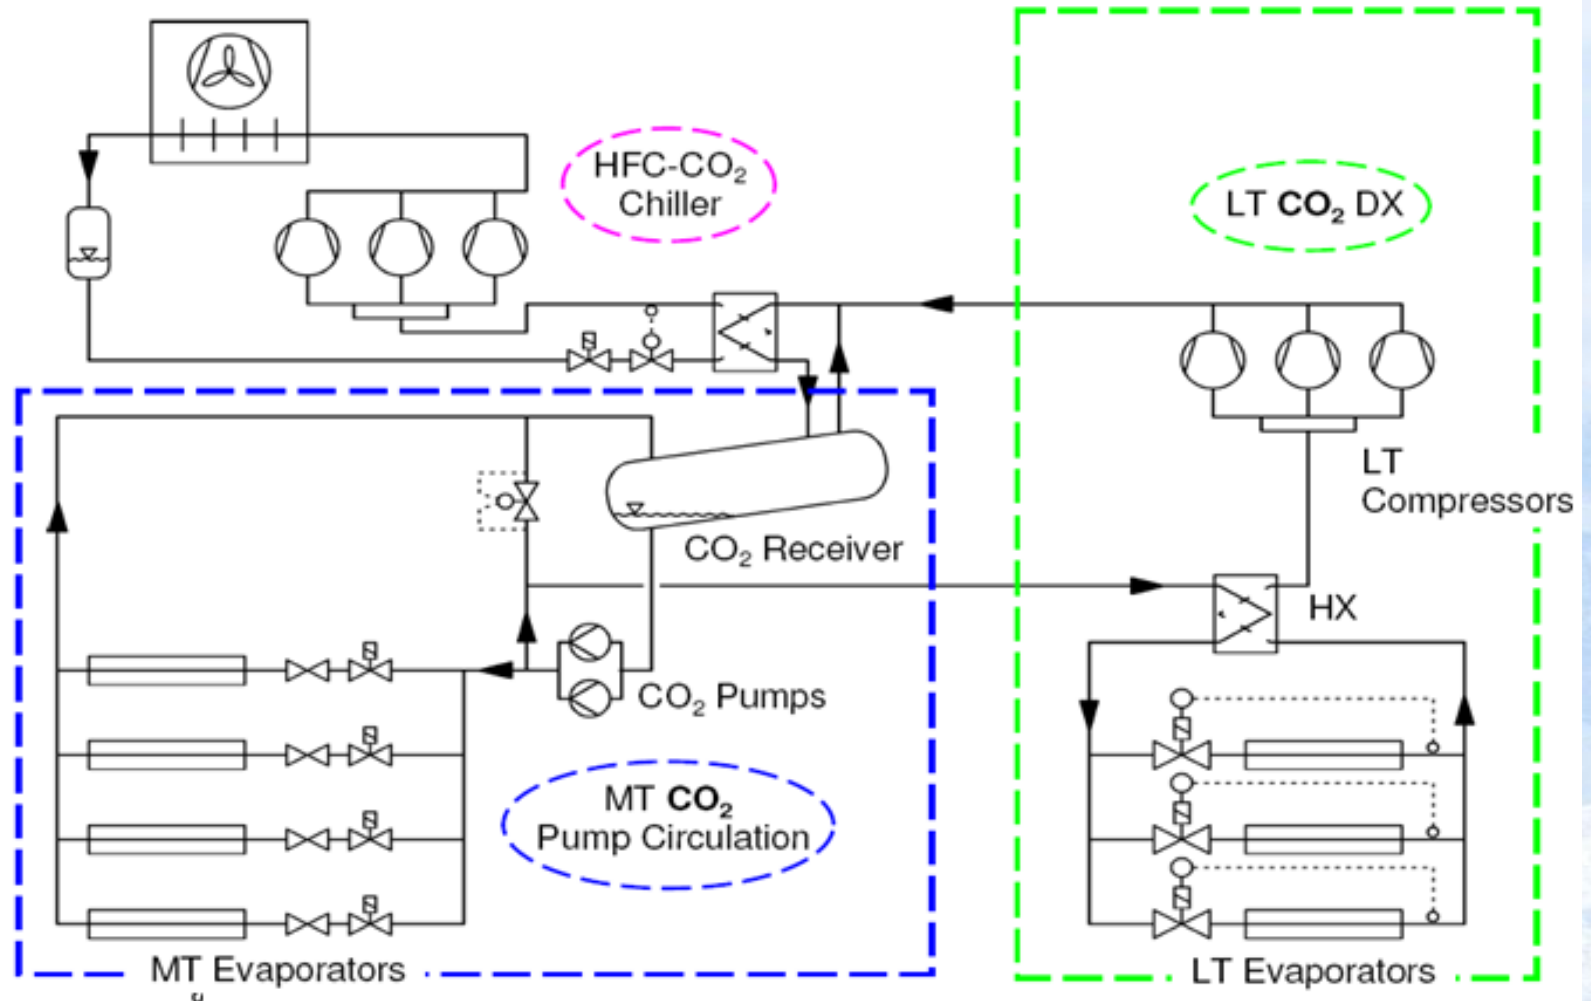 HFC-CO₂
Chiller
LT CO₂ DX
LT
Compressors
CO₂ Receiver
HX
CO₂ Pumps
MT CO₂
Pump Circulation
MT Evaporators
LT Evaporators